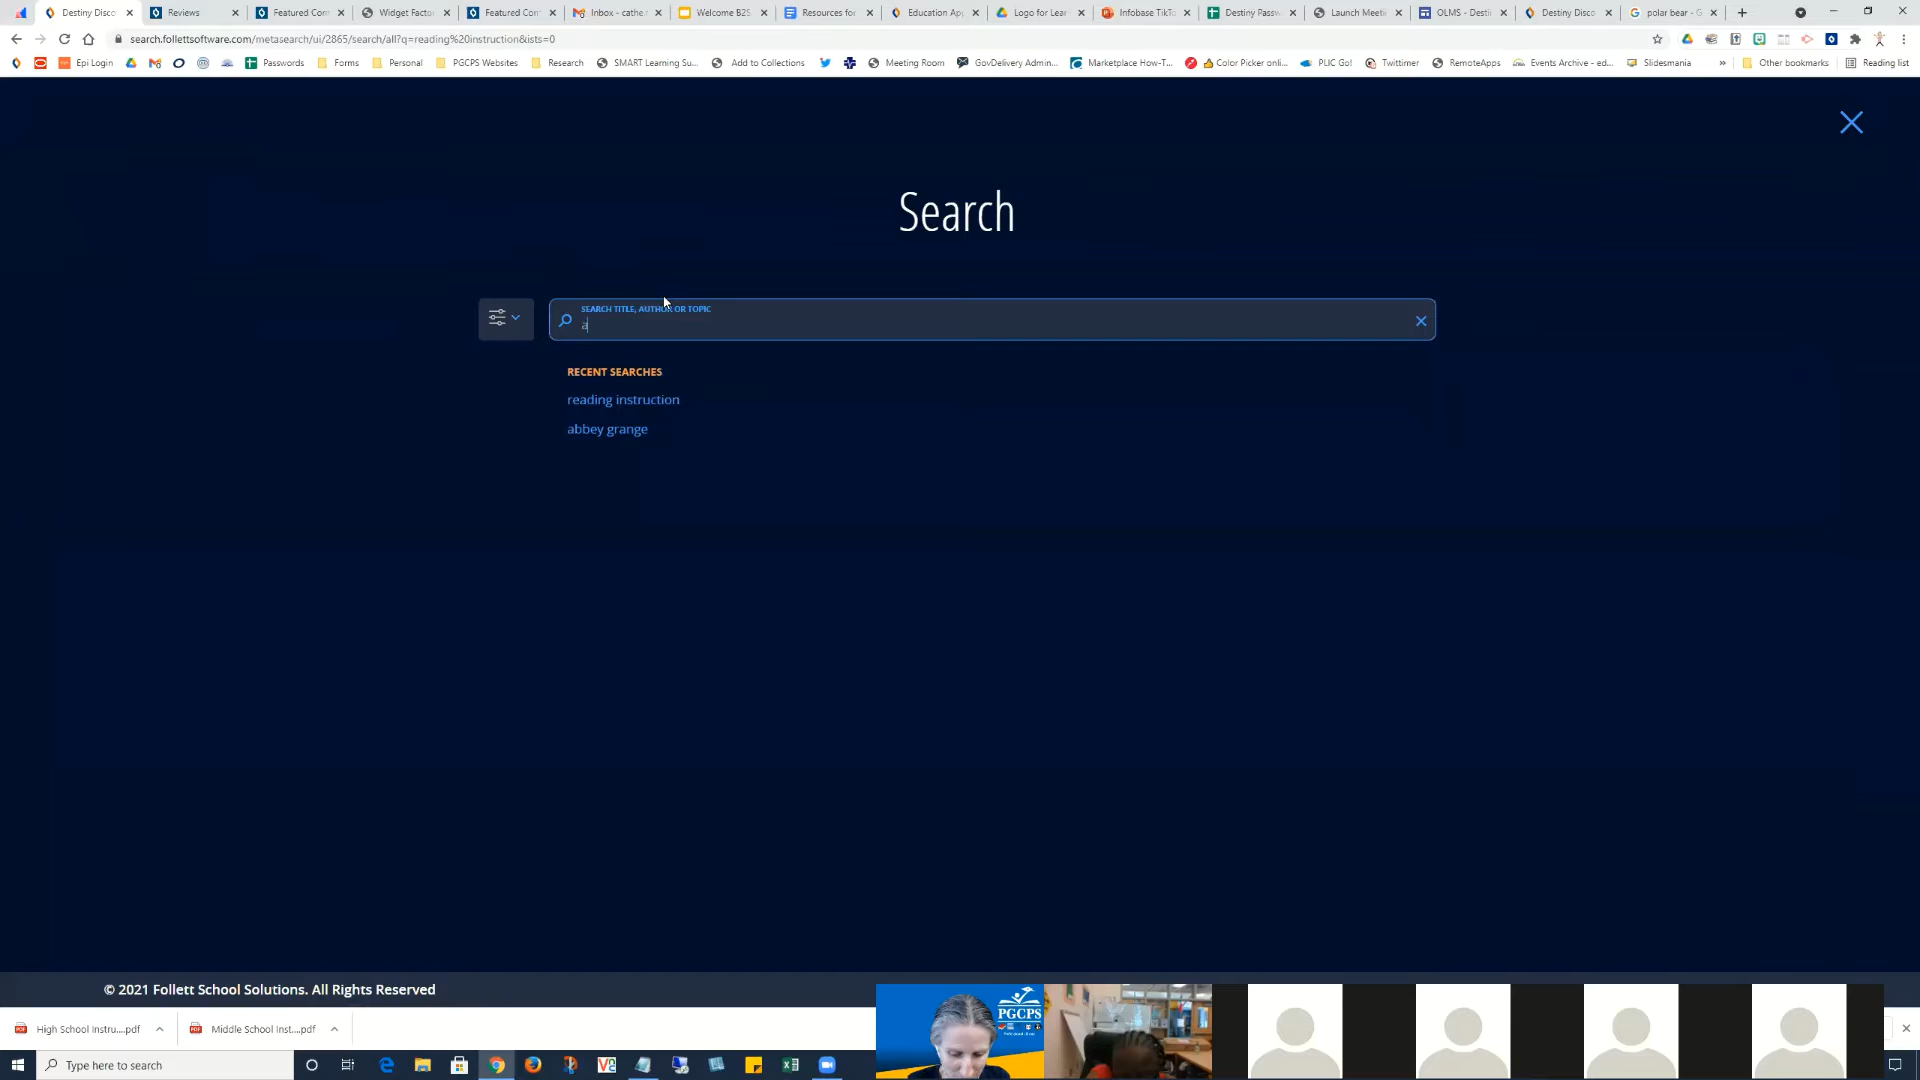 Destiny Disco
Reviews
Featured Con
Widget Facto
Featured Con
Inbox - cathe.r
Welcome B2S
Resources for
Education Ap
Logo for Lear
Infobase TikTo
Destiny Passw
Launch Meeti
OLMS - Desti
Destiny Disco
polar bear - G
search.follettsoftware.com/metasearch/ui/2865/search/all?q=reading%20instruction&ists=0
Epi Login
Passwords
Forms
Personal
PGCPS Websites
Research
SMART Learning Su...
Add to Collections
Meeting Room
GovDelivery Admin...
Marketplace How-T...
Color Picker onli...
PLIC Go!
Twittimer
RemoteApps
Events Archive - ed...
Slidesmania
»
Other bookmarks
Reading list
Search
SEARCH TITLE, AUTHOR OR TOPIC
a
RECENT SEARCHES
reading instruction
abbey grange
© 2021 Follett School Solutions. All Rights Reserved
High School Instru....pdf
Middle School Inst....pdf
PGCPS
Type here to search